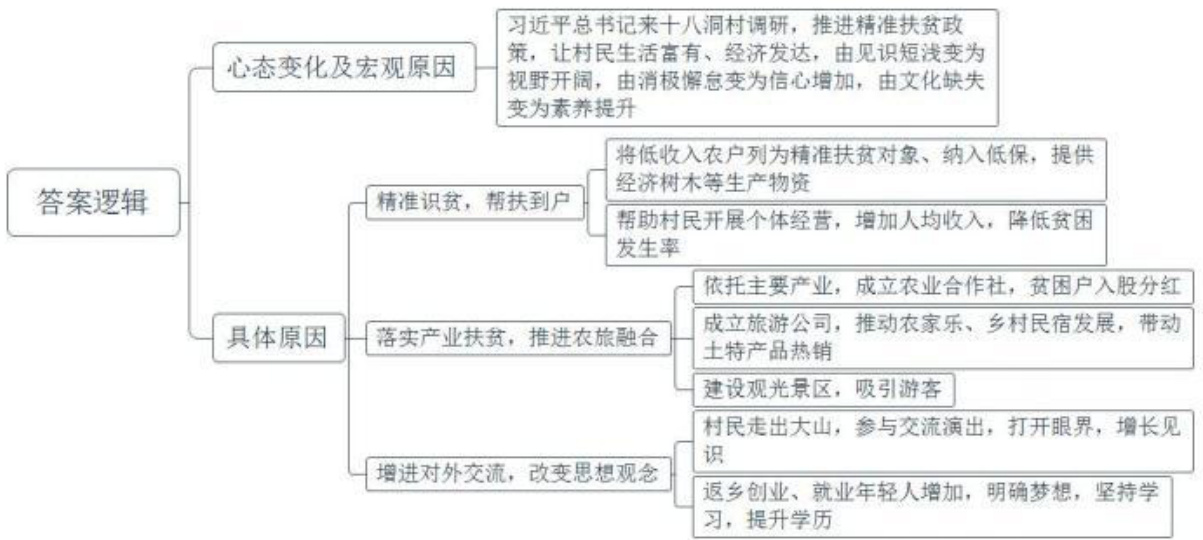 答案逻辑
心态变化及宏观原因
习近平总书记来十八洞村调研，推进精准扶贫政
策，让村民生活富有、经济发达，由见识短浅变为
视野开阔，由消极懈怠变为信心增加，由文化缺失
变为素养提升
具体原因
精准识贫，帮扶到户
将低收入农户列为精准扶贫对象、纳入低保，提供
经济树木等生产物资
帮助村民开展个体经营，增加人均收入，降低贫困
发生率
落实产业扶贫，推进农旅融合
依托主要产业，成立农业合作社，贫困户入股分红
成立旅游公司，推动农家乐、乡村民宿发展，带动
土特产品热销
建设观光景区，吸引游客
增进对外交流，改变思想观念
村民走出大山，参与交流演出，打开眼界，增长见
识
返乡创业、就业年轻人增加，明确梦想，坚持学
习，提升学历